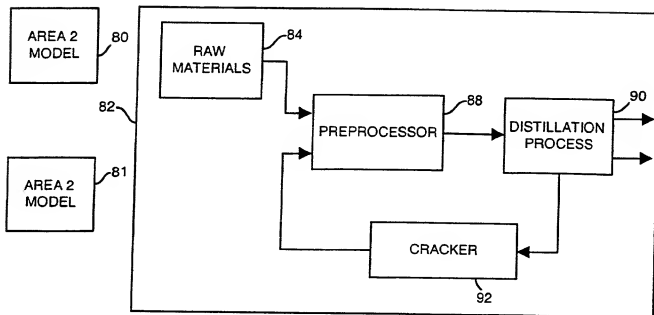 AREA 2
MODEL
80
82
RAW
MATERIALS
84
PREPROCESSOR
88
DISTILLATION
PROCESS
90
AREA 2
MODEL
81
CRACKER
92